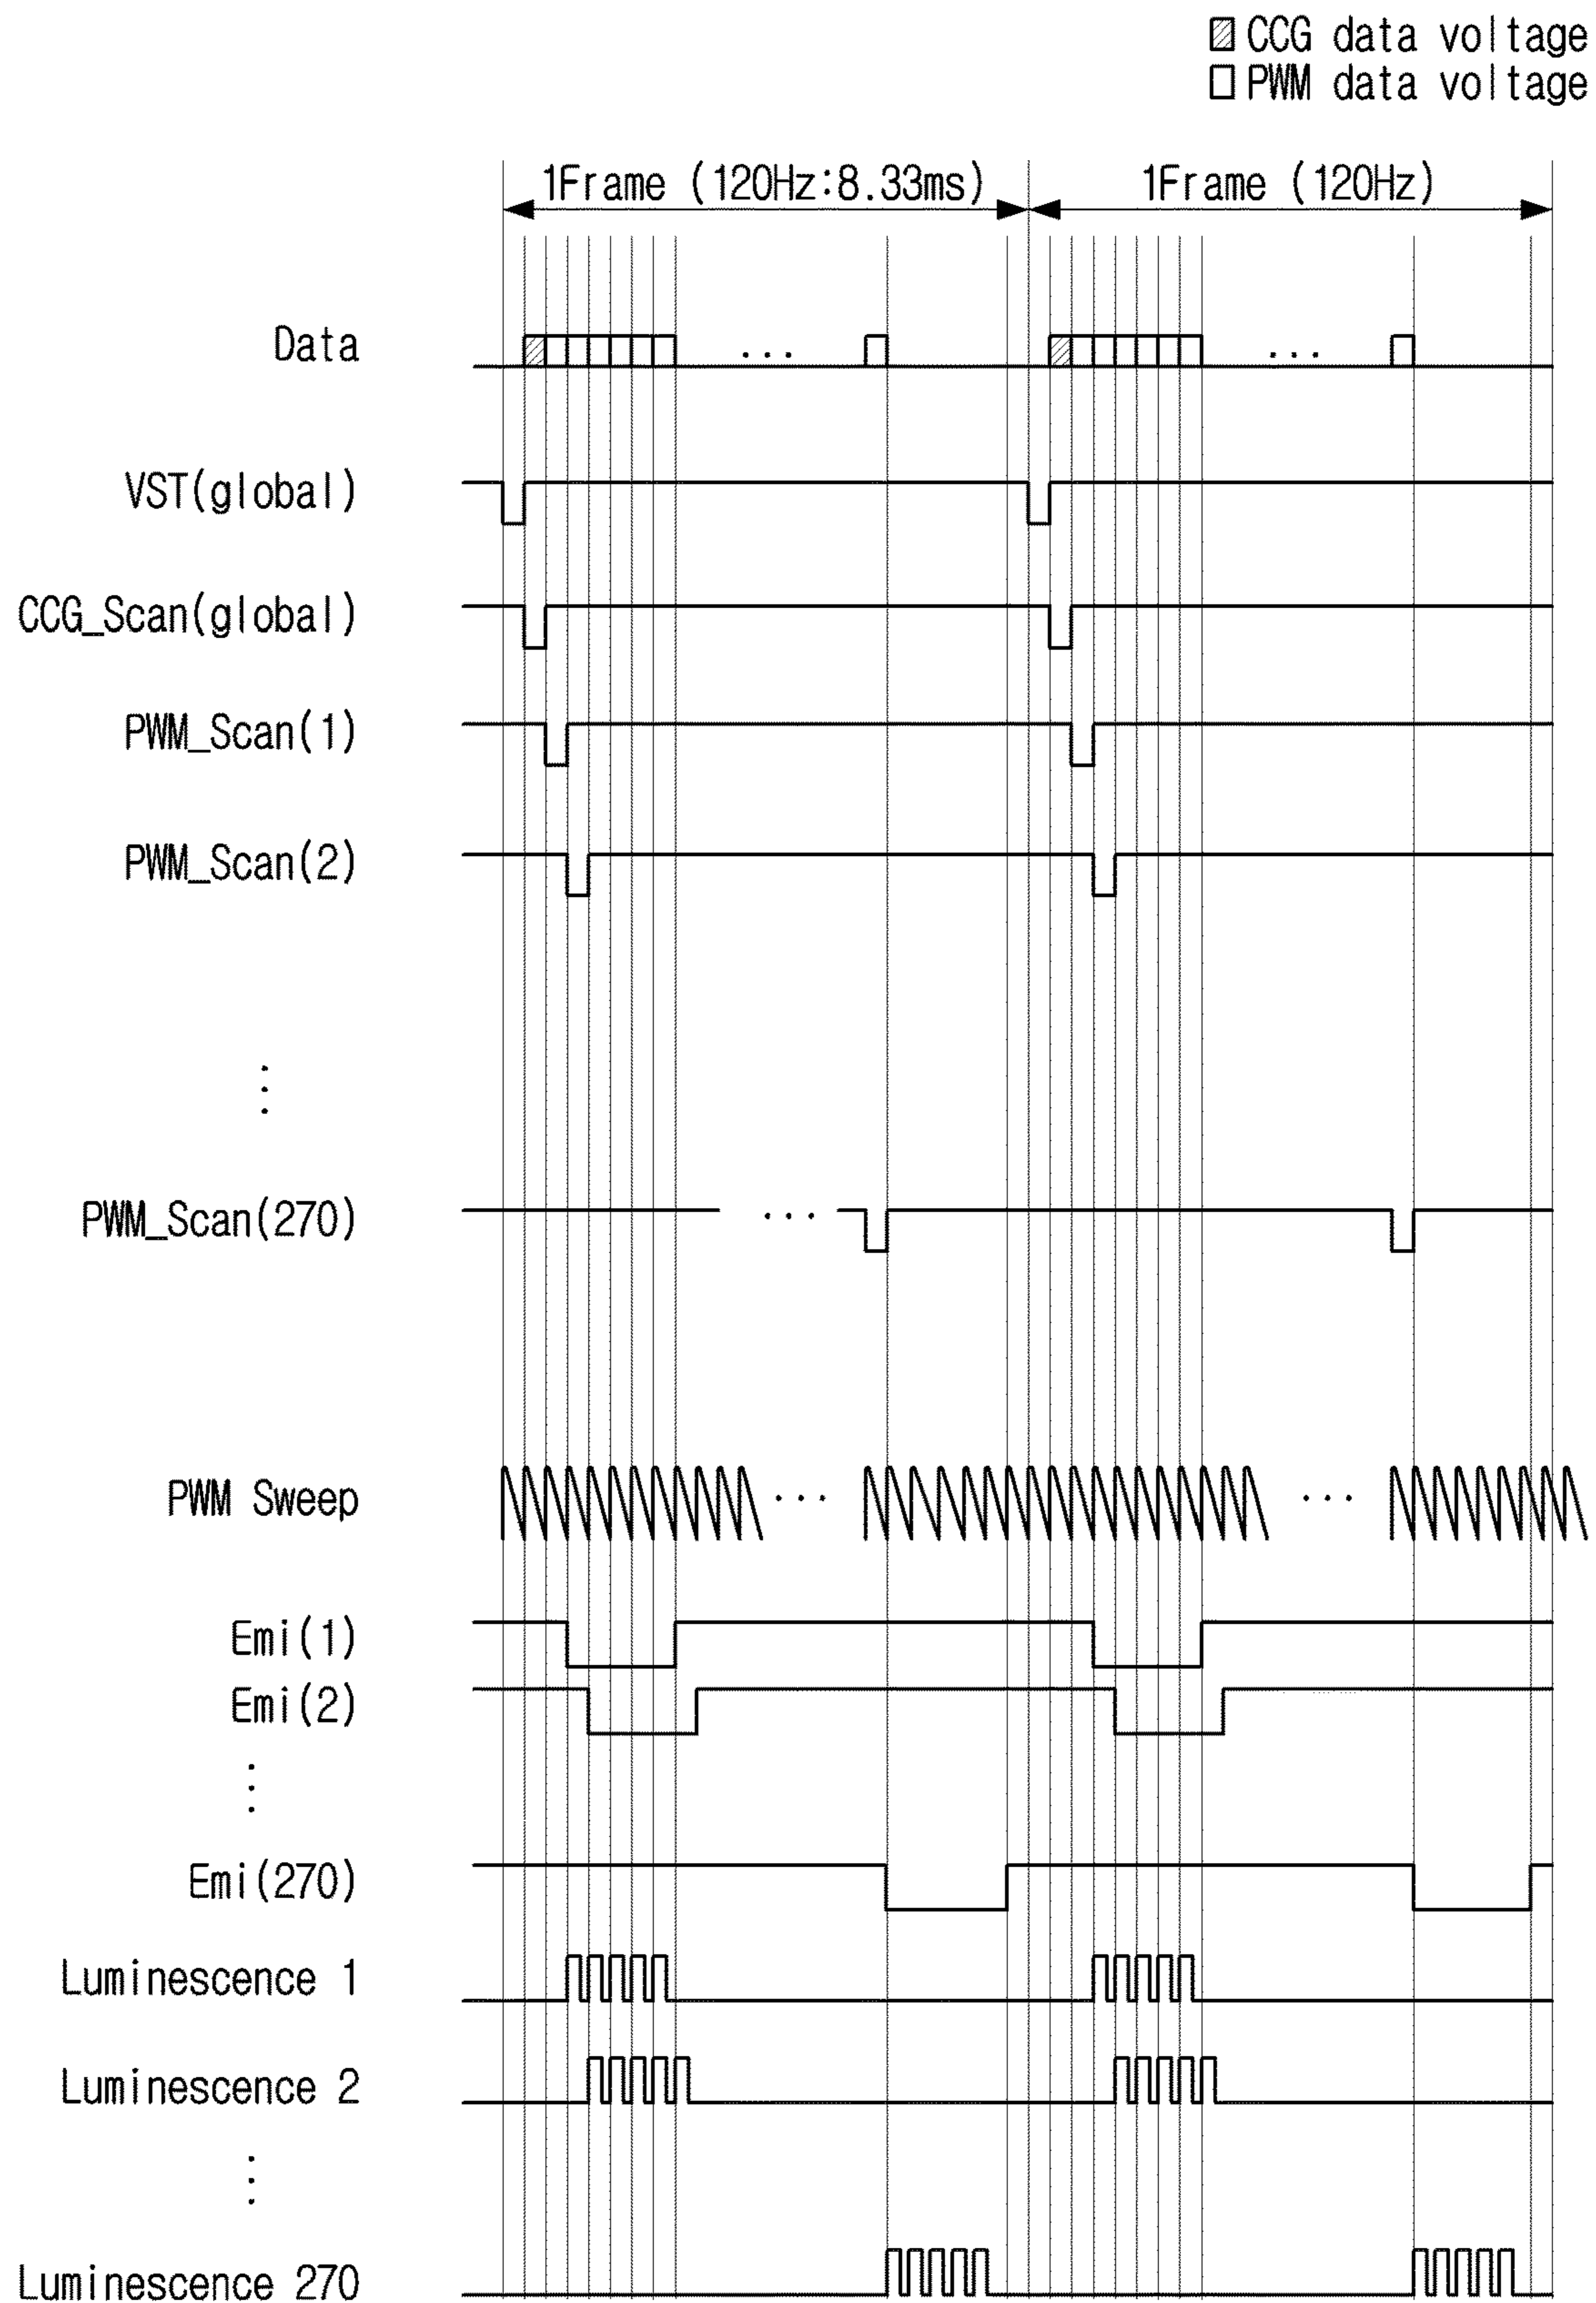 CCG data voltage
PWM data voltage
1Frame (120Hz:8.33ms)
1Frame (120Hz)
Data
...
...
VST(global)
CCG_Scan(global)
PWM_Scan(1)
PWM_Scan(2)
⋮
PWM_Scan(270)
...
PWM Sweep
...
...
Emi(1)
Emi(2)
⋮
Emi(270)
Luminescence 1
Luminescence 2
⋮
Luminescence 270